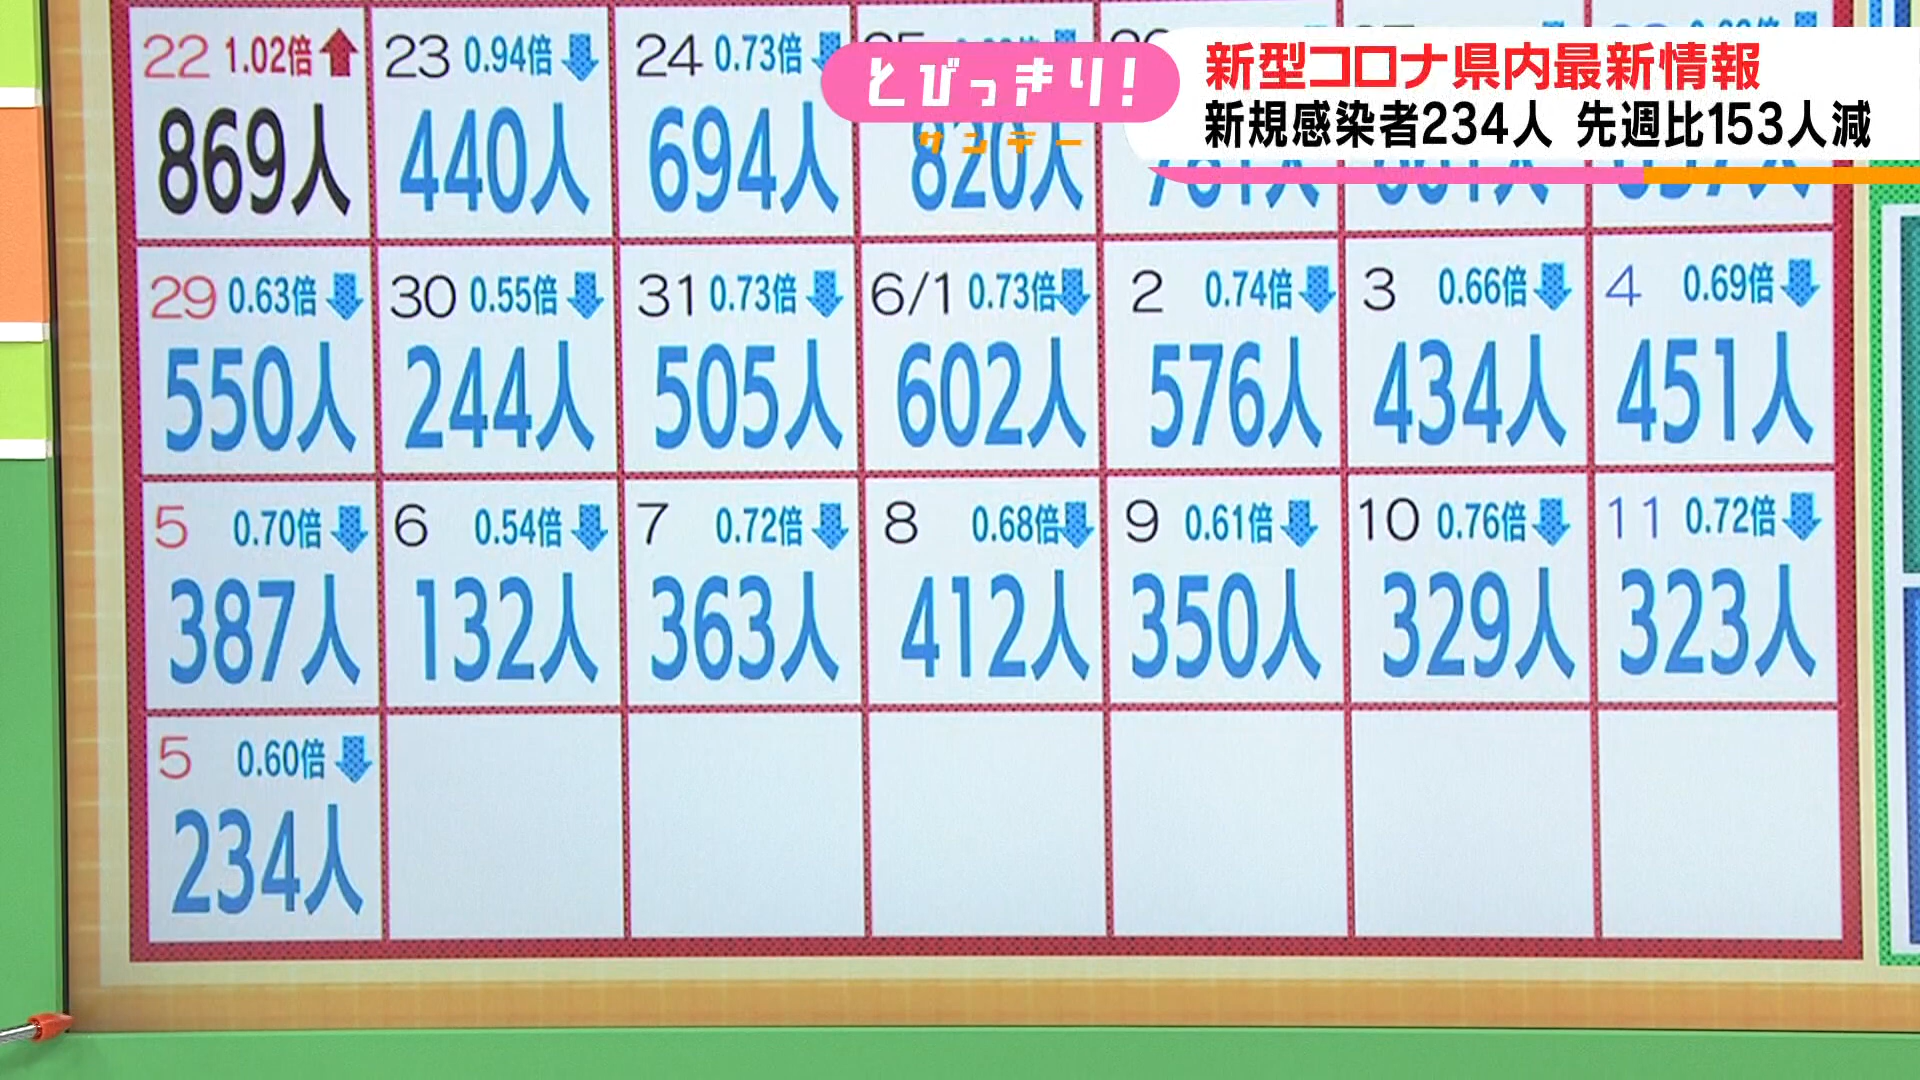 とびっきり!
サンデー
新型コロナ県内最新情報
新規感染者234人 先週比153人減
22 1.02倍 23 0.94倍 24 0.73倍
869人 440人 694人 820人
29 0.63倍 30 0.55倍 31 0.73倍 6/1 0.73倍 2 0.74倍 3 0.66倍 4 0.69倍
550人 244人 505人 602人 576人 434人 451人
5 0.70倍 6 0.54倍 7 0.72倍 8 0.68倍 9 0.61倍 10 0.76倍 11 0.72倍
387人 132人 363人 412人 350人 329人 323人
5 0.60倍
234人